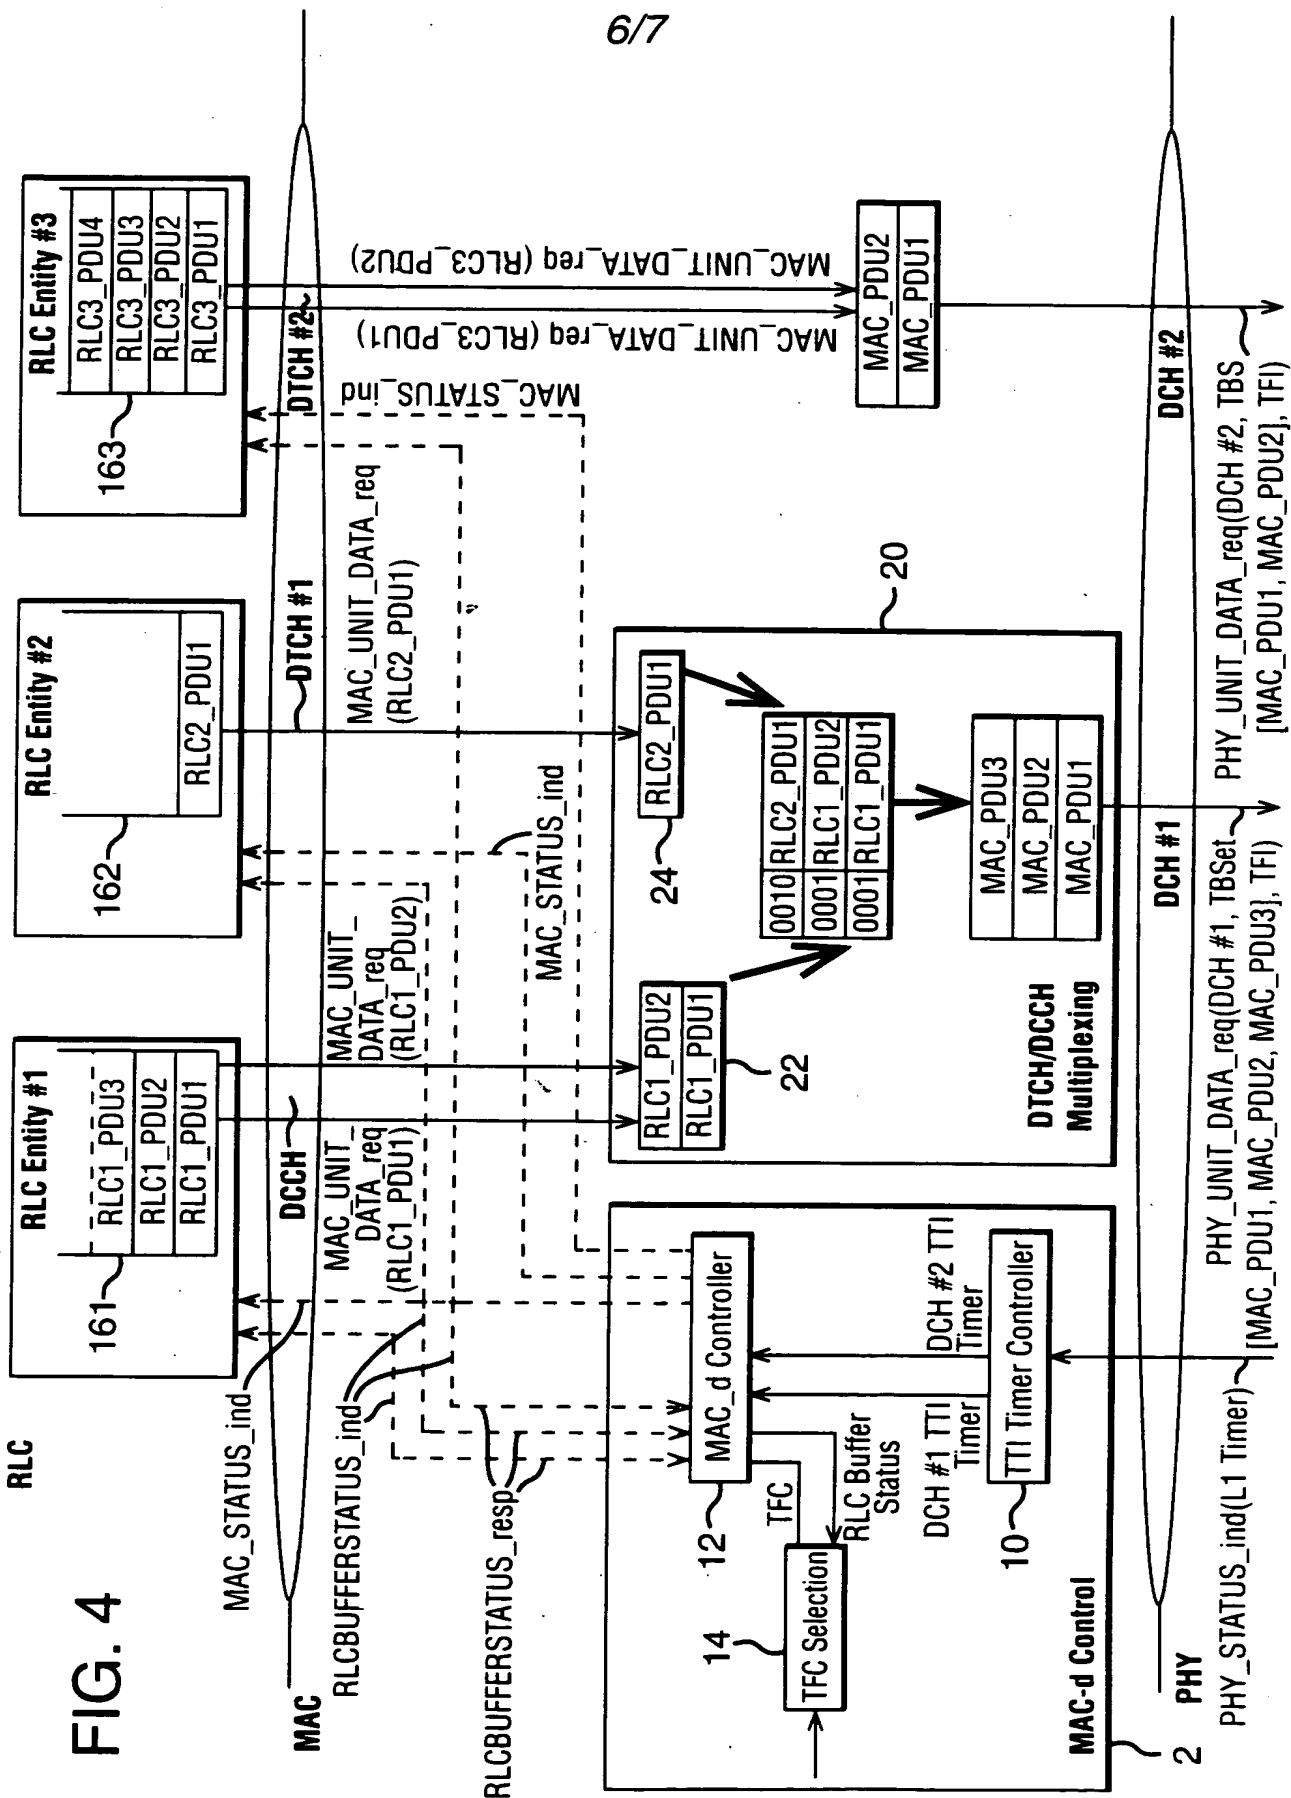 6/7
FIG. 4
RLC
RLC Entity #1
RLC1_PDU3
RLC1_PDU2
RLC1_PDU1
161
RLC Entity #2
RLC2_PDU1
162
RLC Entity #3
RLC3_PDU4
RLC3_PDU3
RLC3_PDU2
RLC3_PDU1
163
MAC_STATUS_ind
MAC
DCCH
DTCH #1
DTCH #2
RLCBUFFERSTATUS_ind
MAC_UNIT_
DATA_req
(RLC1_PDU1)
MAC_UNIT_
DATA_req
(RLC1_PDU2)
MAC_UNIT_DATA_req
(RLC2_PDU1)
MAC_STATUS_ind
MAC_UNIT_DATA_req (RLC3_PDU1)
MAC_UNIT_DATA_req (RLC3_PDU2)
RLCBUFFERSTATUS_resp
MAC_STATUS_ind
MAC_d Controller
12
TFC
RLC Buffer
Status
14
TFC Selection
DCH #1 TTI
Timer
DCH #2 TTI
Timer
TTI Timer Controller
10
MAC-d Control
2
RLC1_PDU2
RLC1_PDU1
22
RLC2_PDU1
24
20
0010 RLC2_PDU1
0001 RLC1_PDU2
0001 RLC1_PDU1
MAC_PDU3
MAC_PDU2
MAC_PDU1
DTCH/DCCH
Multiplexing
MAC_PDU2
MAC_PDU1
PHY
DCH #1
DCH #2
PHY_STATUS_ind(L1 Timer)
PHY_UNIT_DATA_req(DCH #1, TBSet
[MAC_PDU1, MAC_PDU2, MAC_PDU3], TFI)
PHY_UNIT_DATA_req(DCH #2, TBS
[MAC_PDU1, MAC_PDU2], TFI)